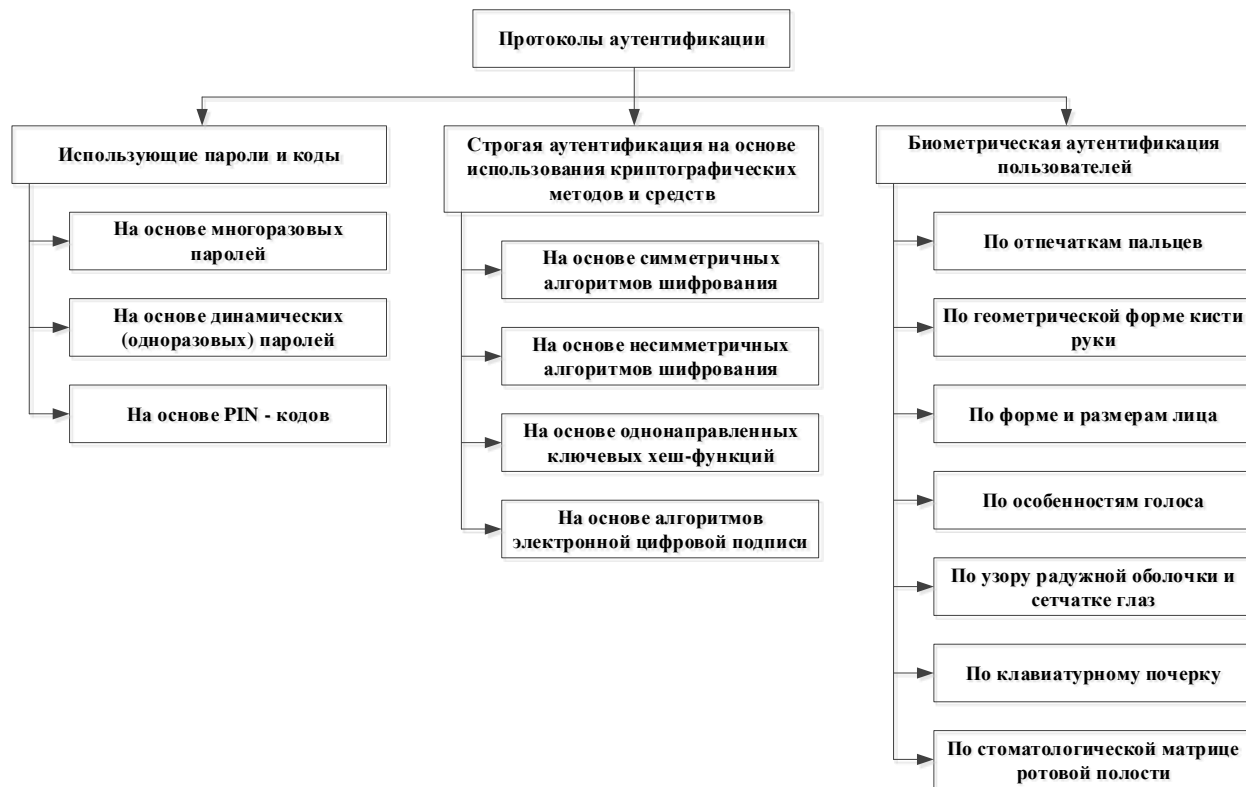 Протоколы аутентификации
Использующие пароли и коды
На основе многоразовых
паролей
На основе динамических
(одноразовых) паролей
На основе PIN - кодов
Строгая аутентификация на основе
использования криптографических
методов и средств
На основе симметричных
алгоритмов шифрования
На основе несимметричных
алгоритмов шифрования
На основе однонаправленных
ключевых хеш-функций
На основе алгоритмов
электронной цифровой подписи
Биометрическая аутентификация
пользователей
По отпечаткам пальцев
По геометрической форме кисти
руки
По форме и размерам лица
По особенностям голоса
По узору радужной оболочки и
сетчатке глаз
По клавиатурному почерку
По стоматологической матрице
ротовой полости